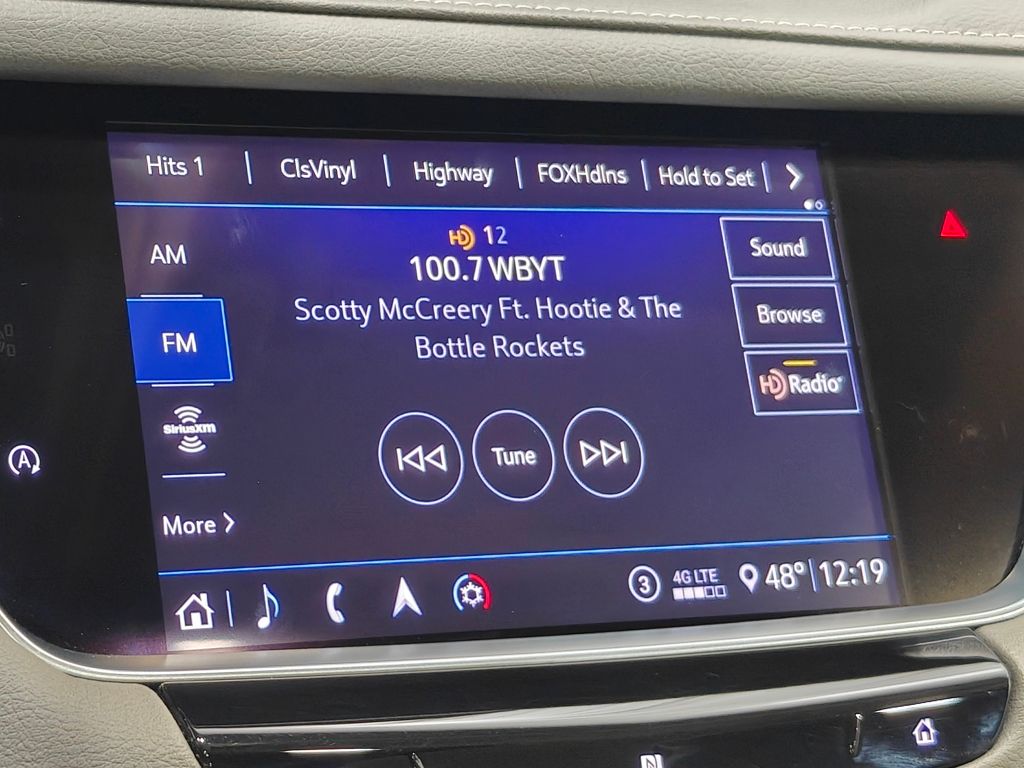 Hits 1 | ClsVinyl | Highway | FOXHdlns | Hold to Set |
HD 12
100.7 WBYT
Scotty McCreery Ft. Hootie & The
Bottle Rockets
AM
FM
SiriusXM
More
Sound
Browse
HD Radio
Tune
A
3
4G LTE
48° | 12:19
N